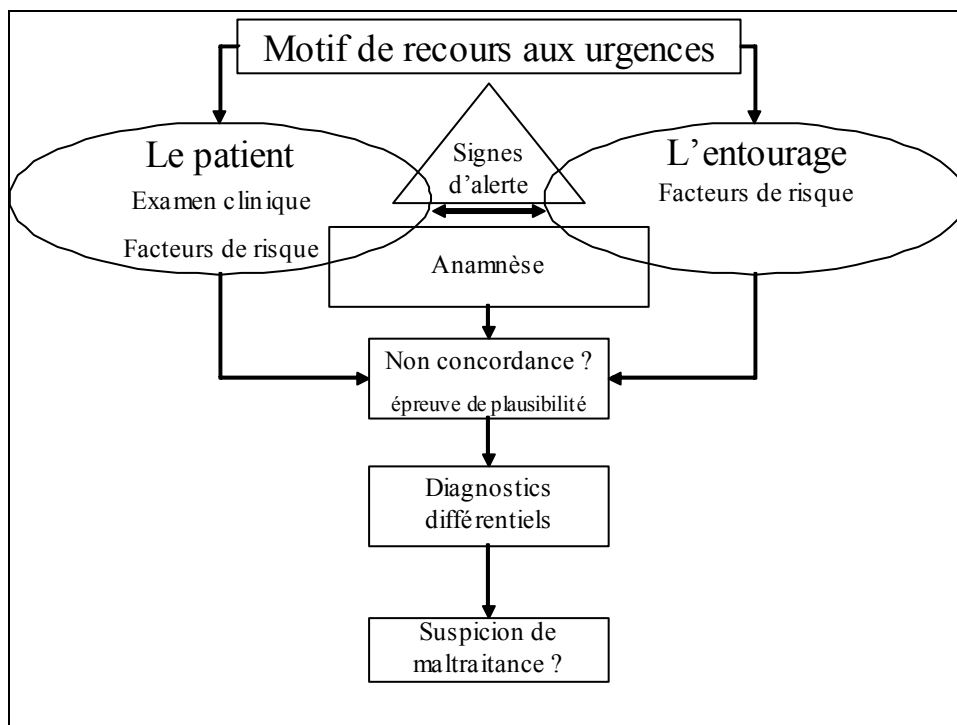 Motif de recours aux urgences
Le patient
Examen clinique
Facteurs de risque
Signes
d'alerte
L'entourage
Facteurs de risque
Anamnèse
Non concordance ?
épreuve de plausibilité
Diagnostics
différentiels
Suspicion de
maltraitance ?